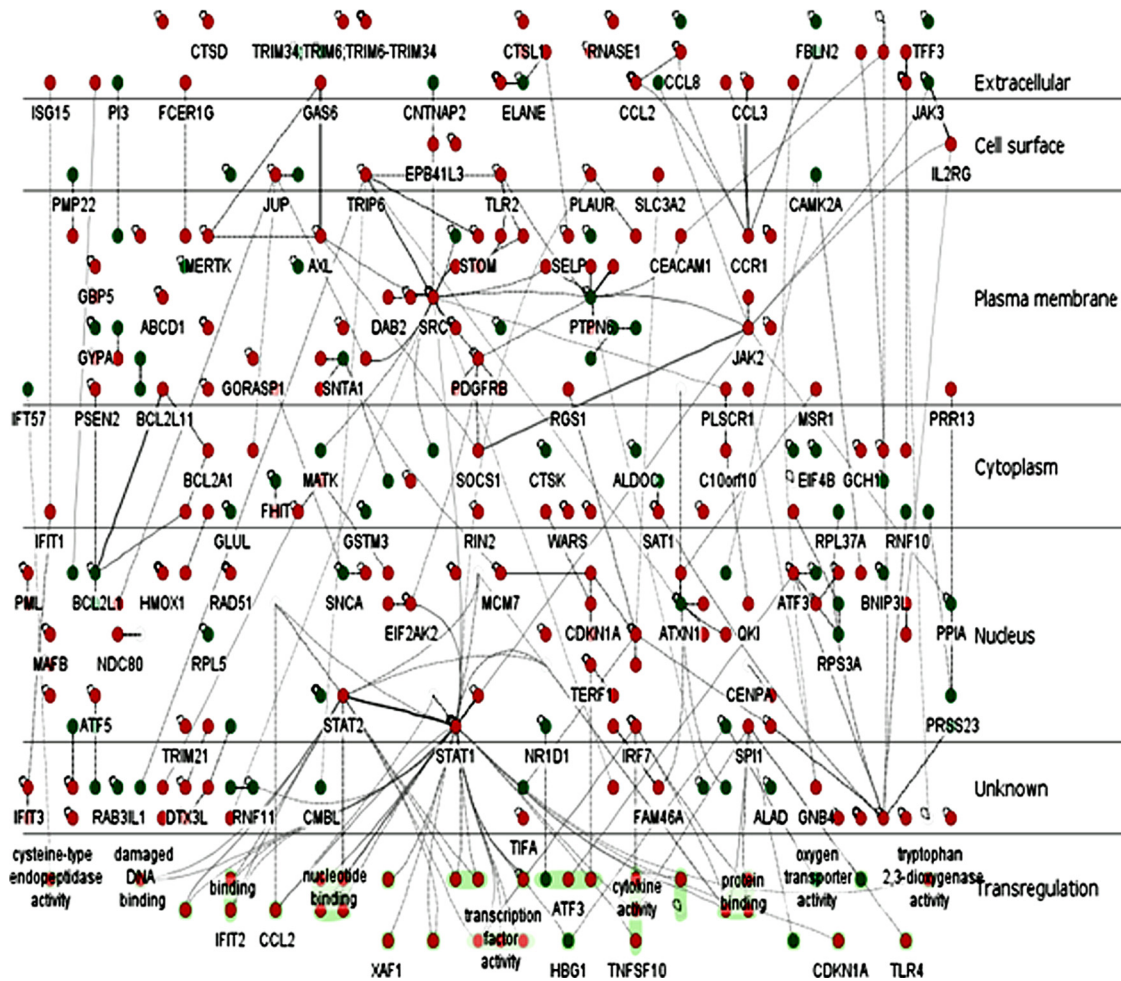 CTSD TRIM34;TRIM6;TRIM6-TRIM34 CTSL1 RNASE1 CCL8 FBLN2 TFF3
Extracellular
ISG15 PI3 FCER1G GAS6 CNTNAP2 ELANE CCL2 CCL3 JAK3
Cell surface
EPB41L3 IL2RG
PMP22 JUP TRIP6 TLR2 PLAUR SLC3A2 CAMK2A
MERTK AXL STOM SELP CEACAM1 CCR1
GBP5
ABCD1 DAB2 SRC PTPN6
Plasma membrane
GYPA JAK2
GORASP1 SNTA1 PDGFRB
IFT57 PSEN2 BCL2L11 RGS1 PLSCR1 MSR1 PRR13
BCL2A1 MATK SOCS1 CTSK ALDOC C10orf10 EIF4B GCH1
Cytoplasm
FHIT
IFIT1 GLUL GSTM3 RIN2 WARS SAT1 RPL37A RNF10
PML BCL2L1 HMOX1 RAD51 SNCA MCM7 ATF3 BNIP3L
EIF2AK2 CDKN1A ATXN1 QKI PPIA
Nucleus
MAFB NDC80 RPL5 RPS3A
TERF1 CENPA
ATF5 STAT2 PRSS23
TRIM21 STAT1 NR1D1 IRF7 SPI1
Unknown
IFIT3 RAB3IL1 DTX3L RNF11 CMBL FAM46A ALAD GNB4
TIFA
cysteine-type endopeptidase activity
damaged DNA binding
binding
nucleotide binding
transcription factor activity
cytokine activity
protein binding
oxygen transporter activity
tryptophan 2,3-dioxygenase activity
Transregulation
ATF3
IFIT2 CCL2
XAF1 HBG1 TNFSF10 CDKN1A TLR4